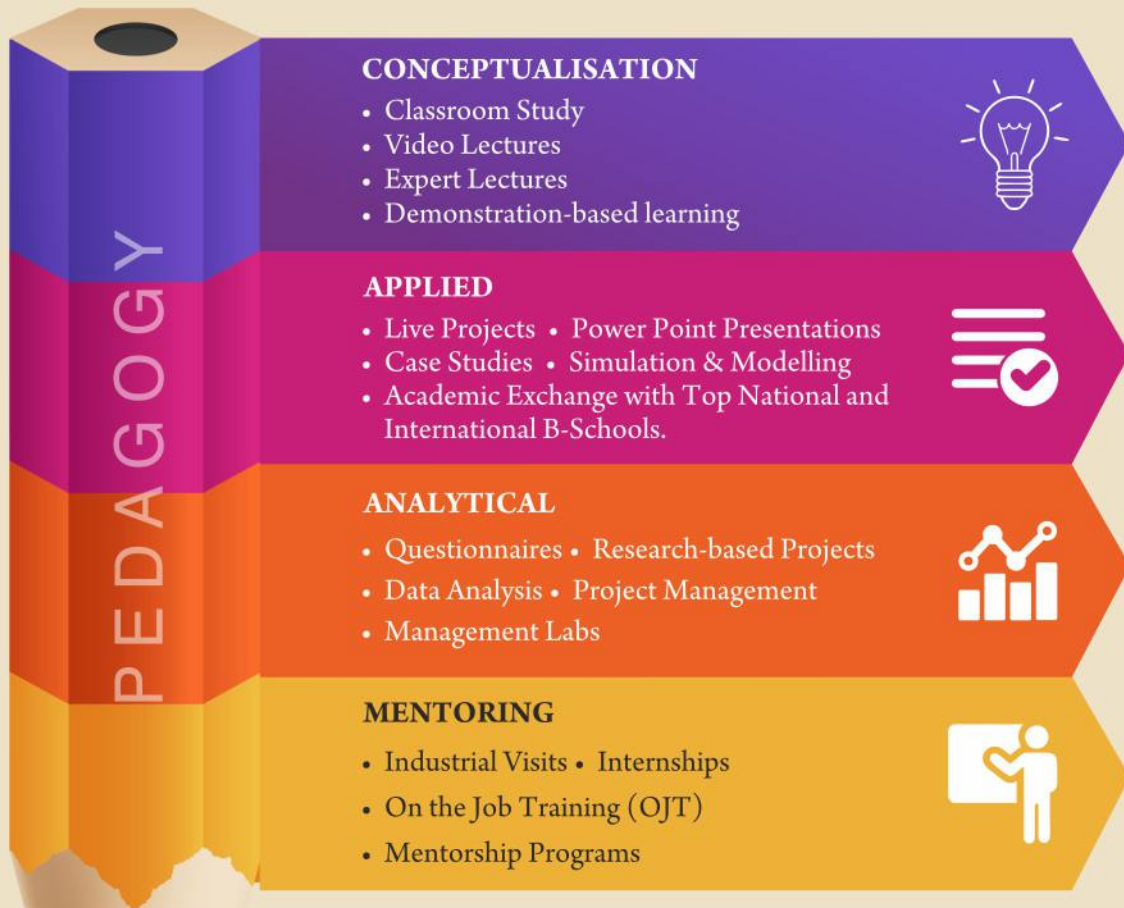 PEDAGOGY
CONCEPTUALISATION
• Classroom Study
• Video Lectures
• Expert Lectures
• Demonstration-based learning
APPLIED
• Live Projects • Power Point Presentations
• Case Studies • Simulation & Modelling
• Academic Exchange with Top National and
International B-Schools.
ANALYTICAL
• Questionnaires • Research-based Projects
• Data Analysis • Project Management
• Management Labs
MENTORING
• Industrial Visits • Internships
• On the Job Training (OJT)
• Mentorship Programs